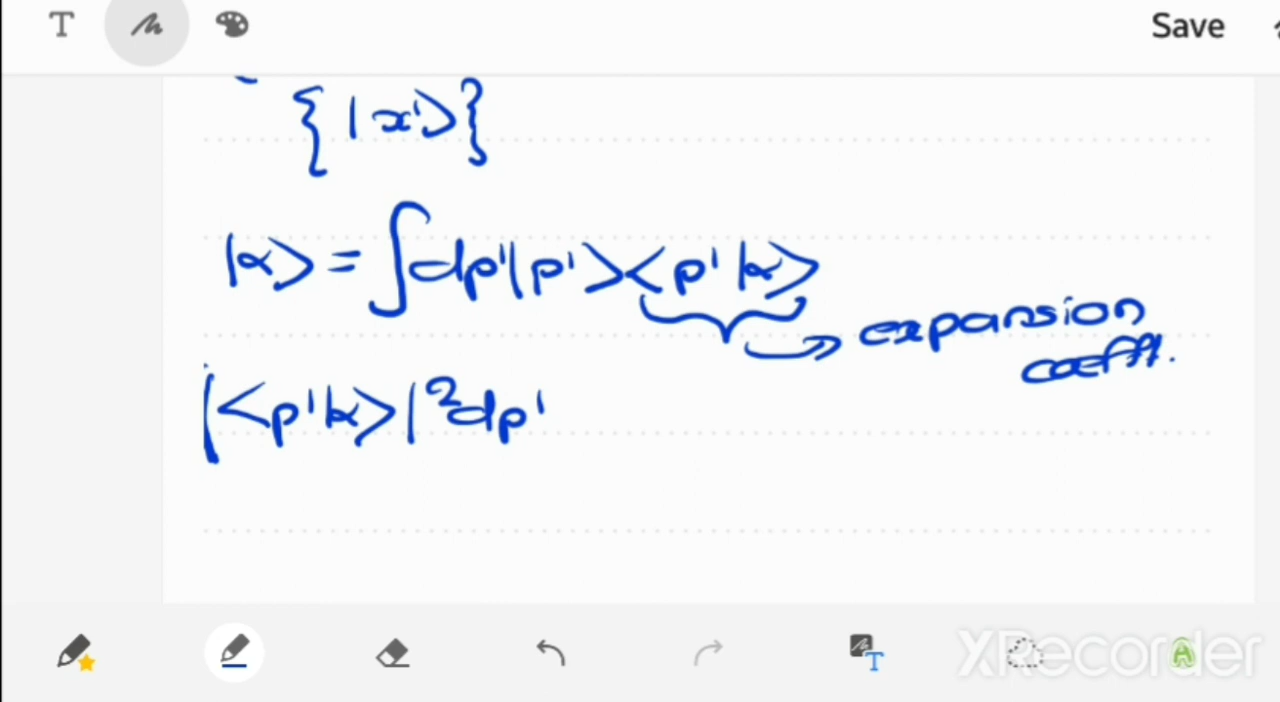 T Save
{|x'>}
|α> = ∫dp'|p'><p'|α>
expansion
coeff.
|<p'|α>|²dp'
T XRecorder